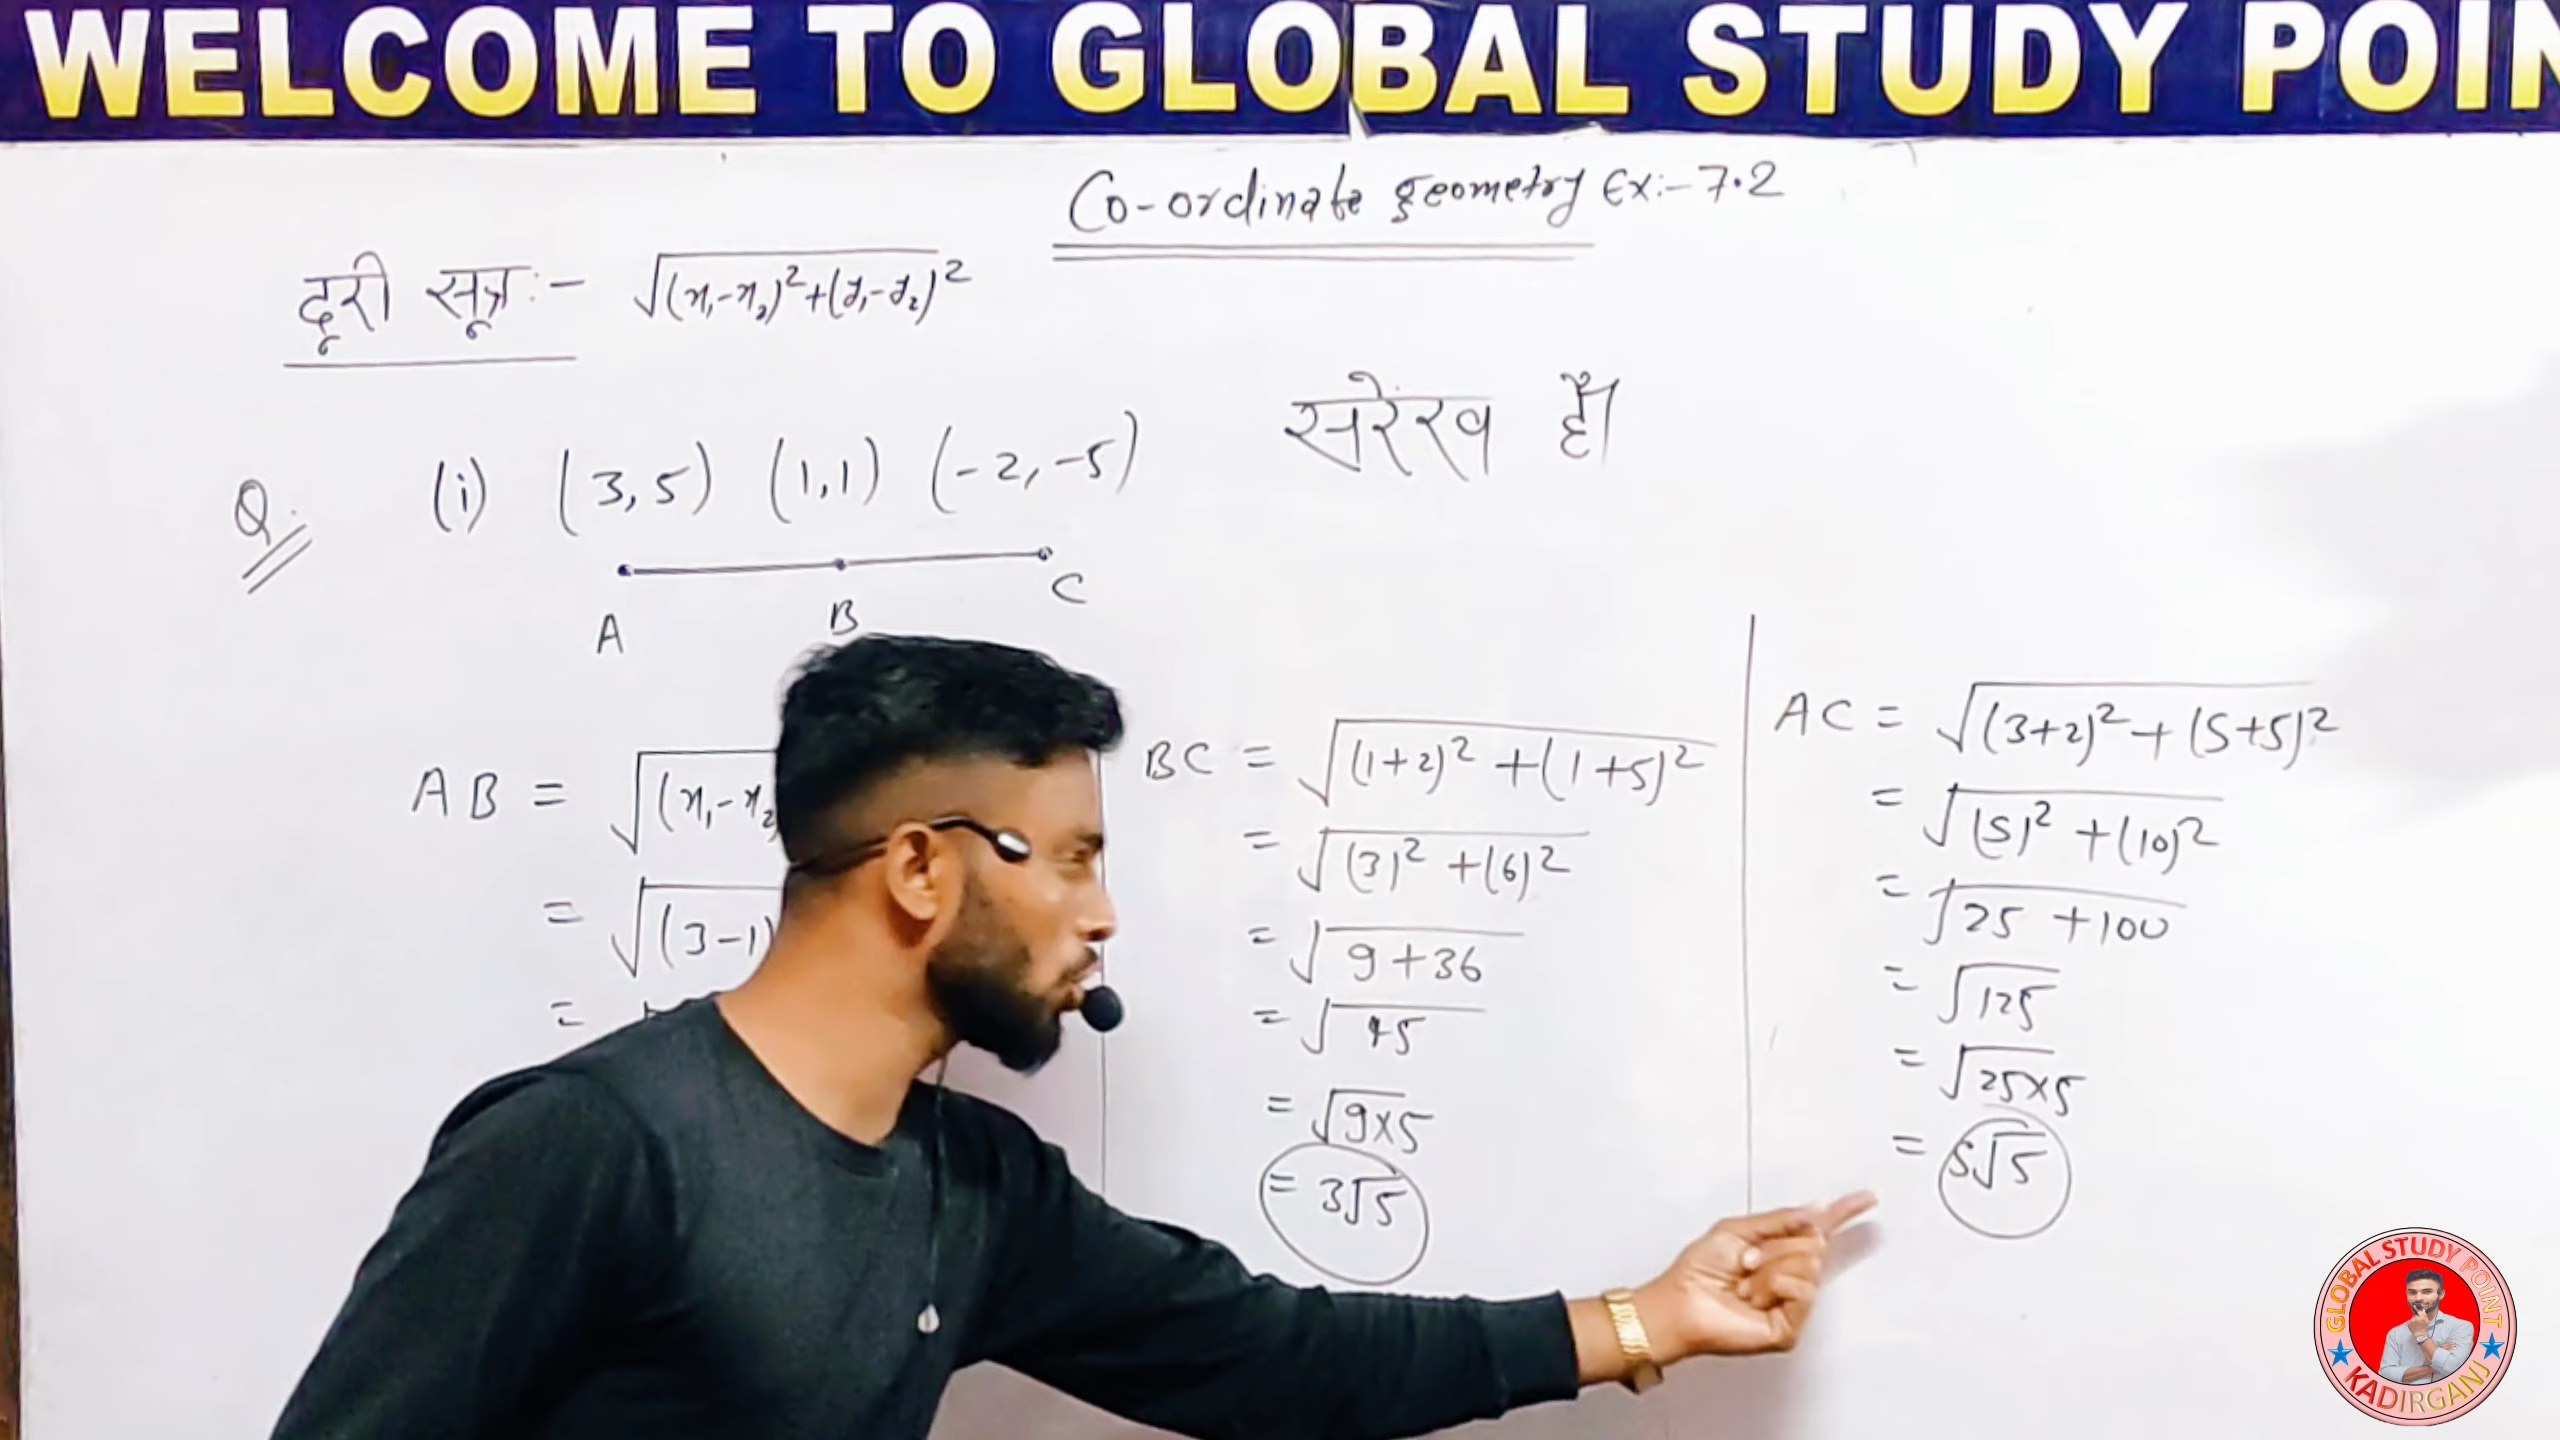 WELCOME TO GLOBAL STUDY POIN
Co-ordinate geometry Ex:- 7.2
दूरी सूत्र :- √(x₁-x₂)²+(y₁-y₂)²
Q. (i) (3,5) (1,1) (-2,-5) सरेंरव हैं।
A B C
AB = √(x₁-x₂
= √(3-1)
=
BC = √(1+2)² +(1+5)²
= √(3)² +(6)²
= √9+36
= √45
= √9×5
= 3√5
AC = √(3+2)² + (5+5)²
= √(5)² +(10)²
= √25 +100
= √125
= √25×5
= 5√5
GLOBAL STUDY POINT
KADIRGANJ